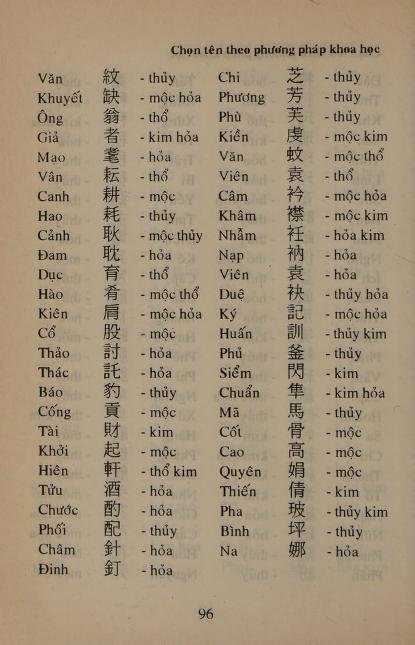 Chọn tên theo phương pháp khoa học
Văn 紋 - thủy
Khuyết 缺 - mộc hỏa
Ông 翁 - thổ
Giả 者 - kim hỏa
Mạo 耄 - hỏa
Vân 耘 - thổ
Canh 耕 - mộc
Hao 耗 - thủy
Cảnh 耿 - mộc thủy
Đam 耽 - hỏa
Dục 育 - thổ
Hào 肴 - mộc thổ
Kiên 肩 - mộc hỏa
Cổ 股 - mộc
Thảo 討 - hỏa
Thác 託 - hỏa
Báo 豹 - thủy
Cống 貢 - mộc
Tài 財 - kim
Khởi 起 - mộc
Hiên 軒 - thổ kim
Tửu 酒 - hỏa
Chước 酌 - hỏa
Phối 配 - thủy
Châm 針 - hỏa
Đinh 釘 - hỏa
Chi 芝 - thủy
Phương 芳 - thủy
Phù 芙 - thủy
Kiền 虔 - mộc kim
Văn 蚊 - mộc thổ
Viên 袁 - thổ
Câm 衿 - mộc hỏa
Khâm 襟 - mộc kim
Nhẫm 衽 - hỏa kim
Nạp 衲 - hỏa
Viên 袁 - hỏa
Duệ 袂 - thủy hỏa
Ký 記 - mộc hỏa
Huấn 訓 - thủy kim
Phủ 釜 - thủy
Siểm 閃 - kim
Chuẩn 隼 - kim hỏa
Mã 馬 - thủy
Cốt 骨 - mộc
Cao 高 - mộc
Quyên 娟 - mộc
Thiến 倩 - kim
Pha 玻 - thủy kim
Bình 坪 - thủy
Na 娜 - hỏa
96